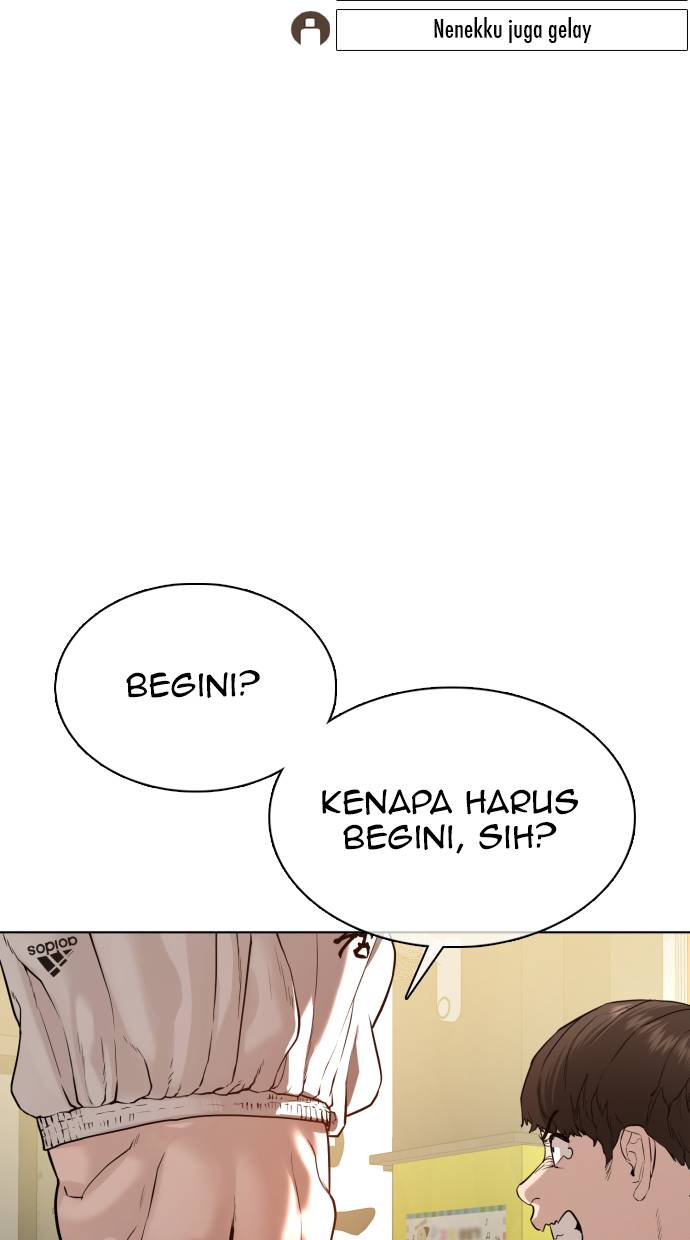 Nenekku juga gelay
BEGINI?
KENAPA HARUS
BEGINI, SIH?
adidas